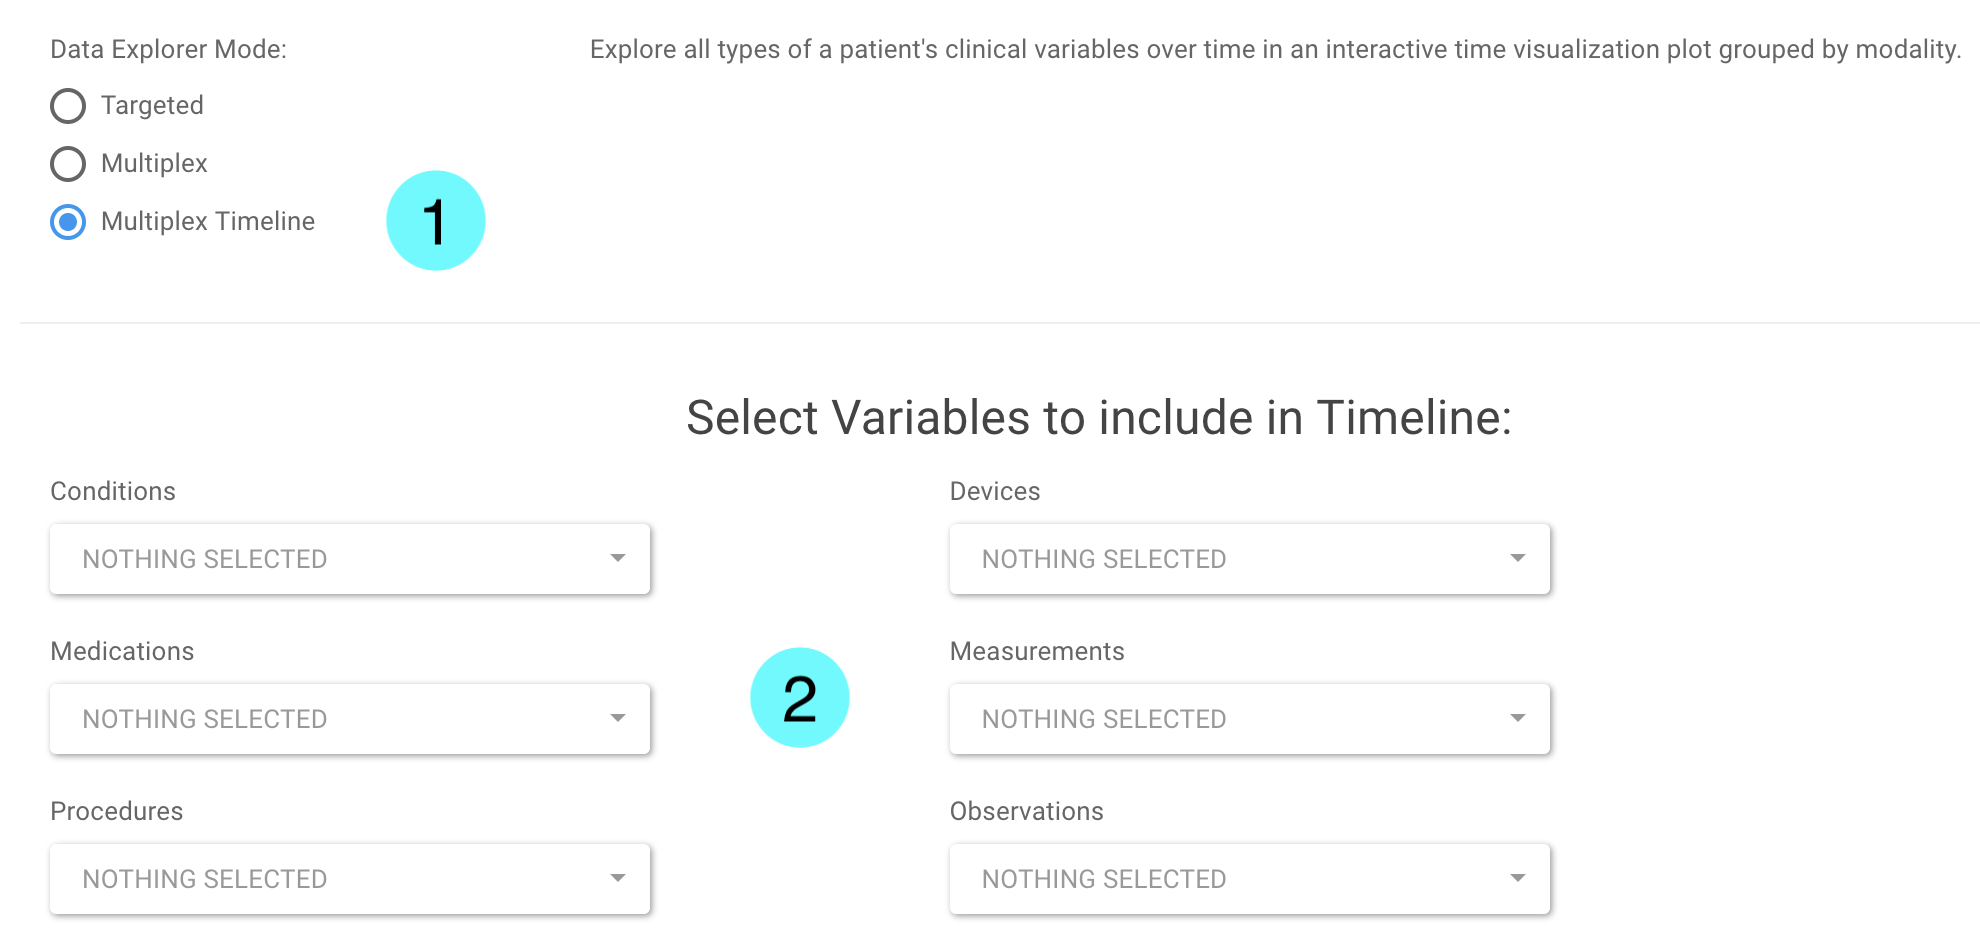 Data Explorer Mode:
Explore all types of a patient's clinical variables over time in an interactive time visualization plot grouped by modality.
Targeted
Multiplex
Multiplex Timeline
1
Select Variables to include in Timeline:
Conditions
Devices
NOTHING SELECTED
NOTHING SELECTED
Medications
Measurements
2
NOTHING SELECTED
NOTHING SELECTED
Procedures
Observations
NOTHING SELECTED
NOTHING SELECTED